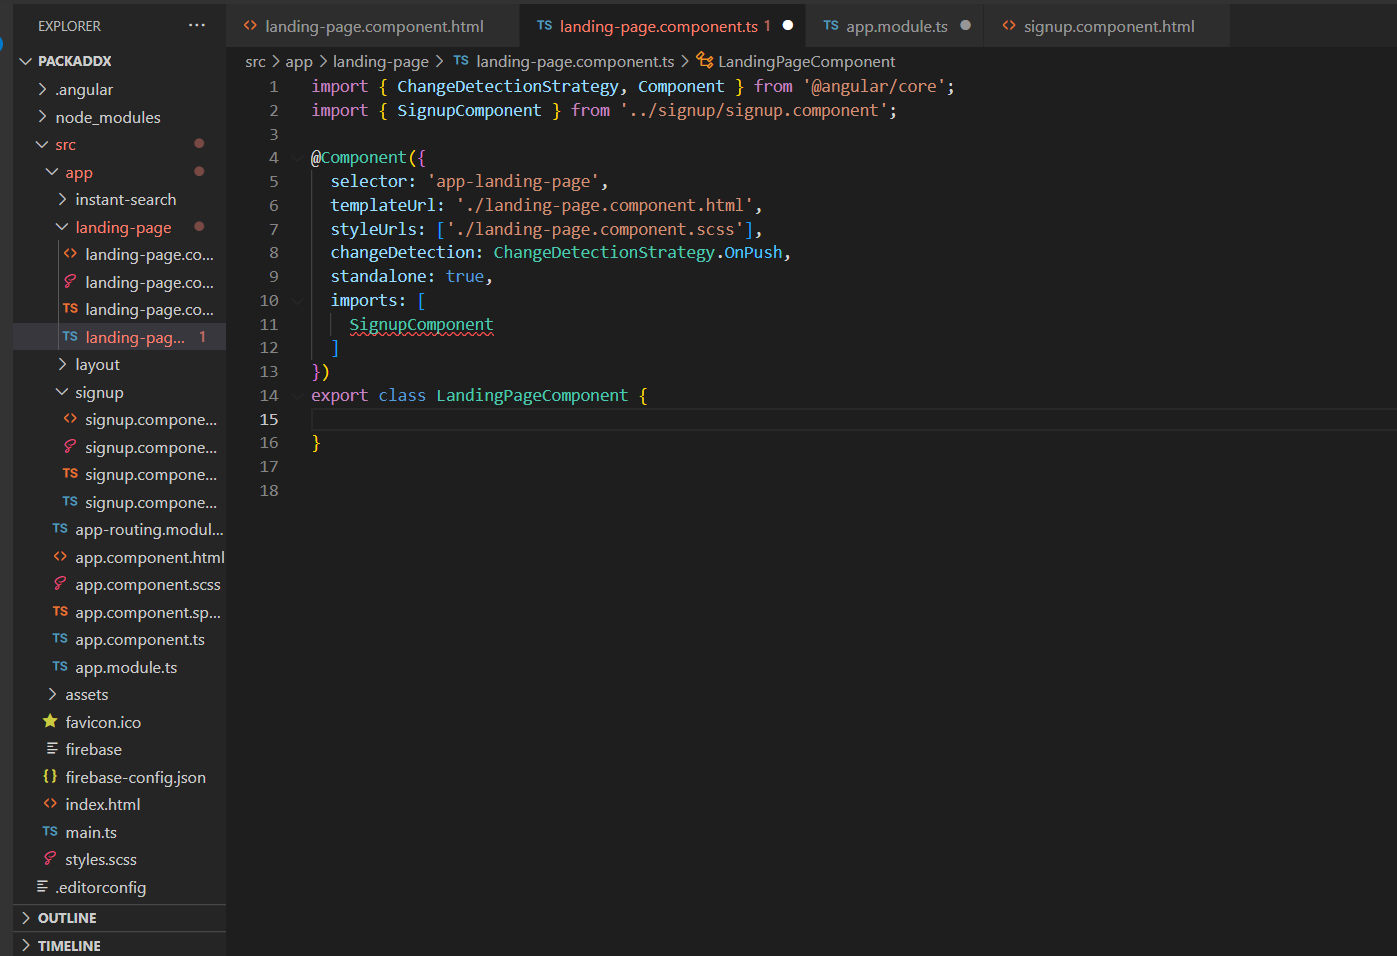 EXPLORER ...
PACKADDX
.angular
node_modules
src
app
instant-search
landing-page
landing-page.co...
landing-page.co...
TS landing-page.co...
TS landing-pag... 1
layout
signup
signup.compone...
signup.compone...
TS signup.compone...
TS signup.compone...
TS app-routing.modul...
app.component.html
app.component.scss
TS app.component.sp...
TS app.component.ts
TS app.module.ts
assets
favicon.ico
firebase
{} firebase-config.json
index.html
TS main.ts
styles.scss
.editorconfig
OUTLINE
TIMELINE
landing-page.component.html
TS landing-page.component.ts 1
TS app.module.ts
signup.component.html
src > app > landing-page > TS landing-page.component.ts > LandingPageComponent
1 import { ChangeDetectionStrategy, Component } from '@angular/core';
2 import { SignupComponent } from '../signup/signup.component';
3
4 @Component({
5 selector: 'app-landing-page',
6 templateUrl: './landing-page.component.html',
7 styleUrls: ['./landing-page.component.scss'],
8 changeDetection: ChangeDetectionStrategy.OnPush,
9 standalone: true,
10 imports: [
11 SignupComponent
12 ]
13 })
14 export class LandingPageComponent {
15
16 }
17
18